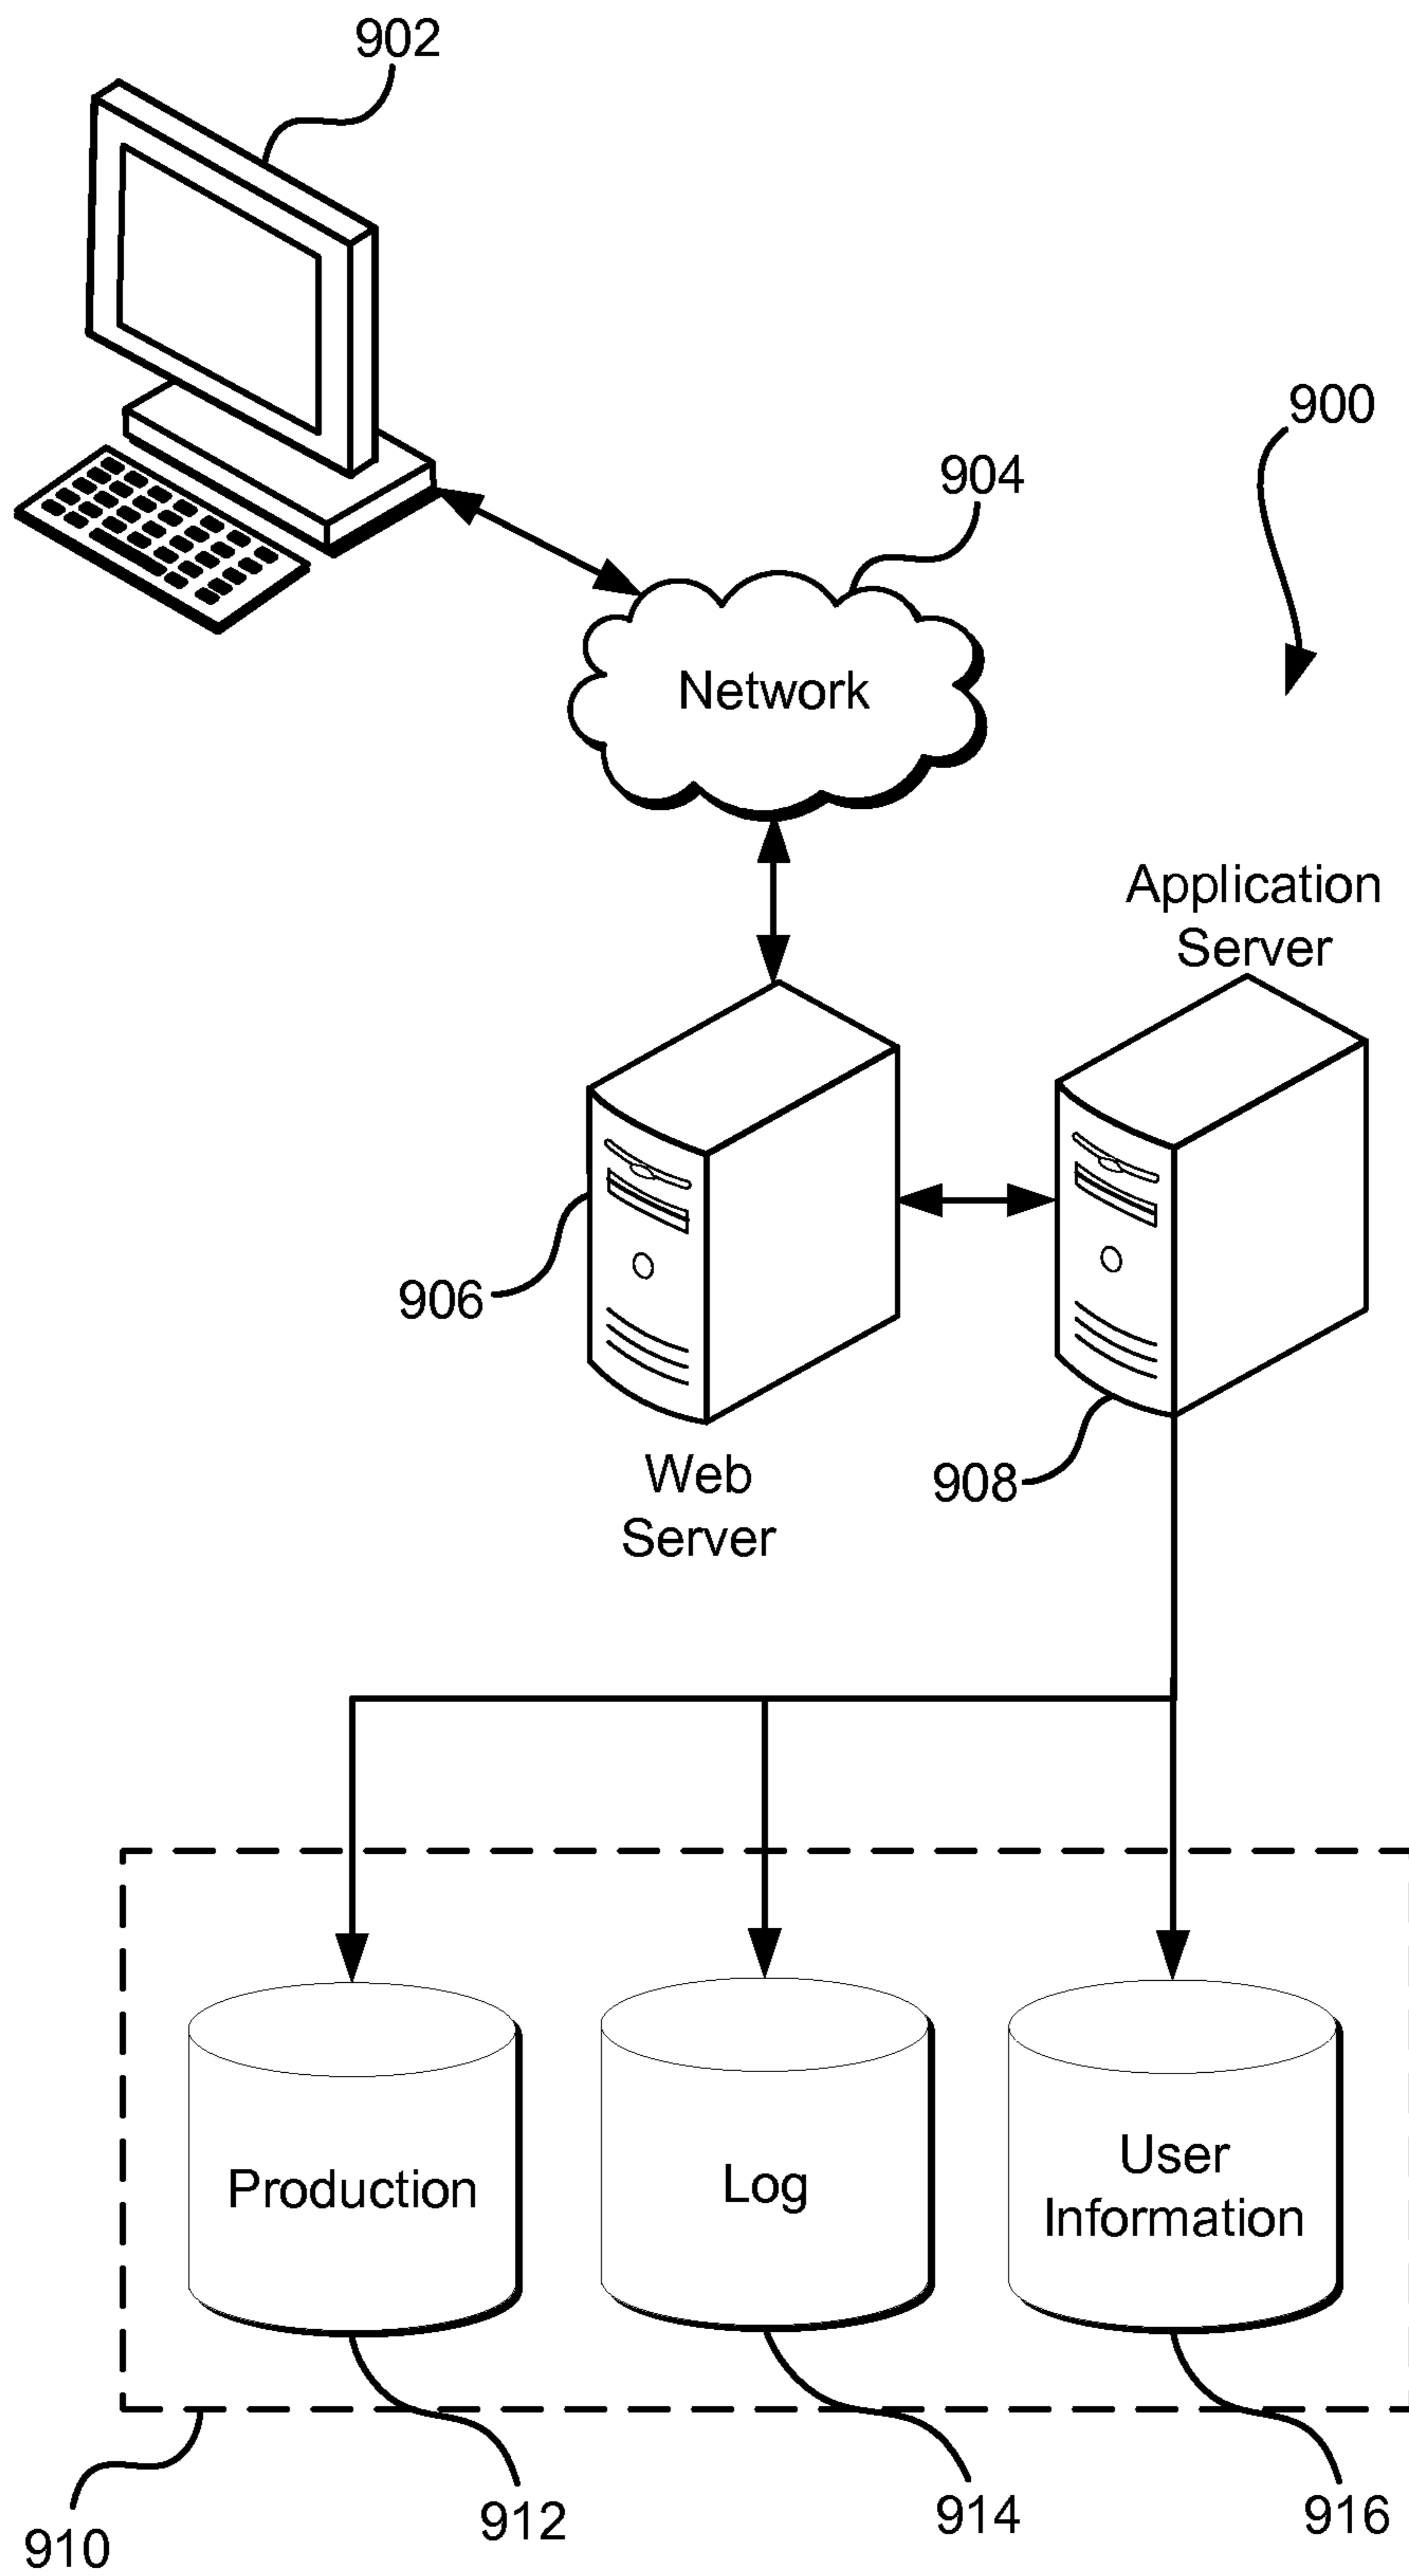 902
900
904
Network
Application
Server
906
Web
Server
908
Production
Log
User
Information
910
912
914
916